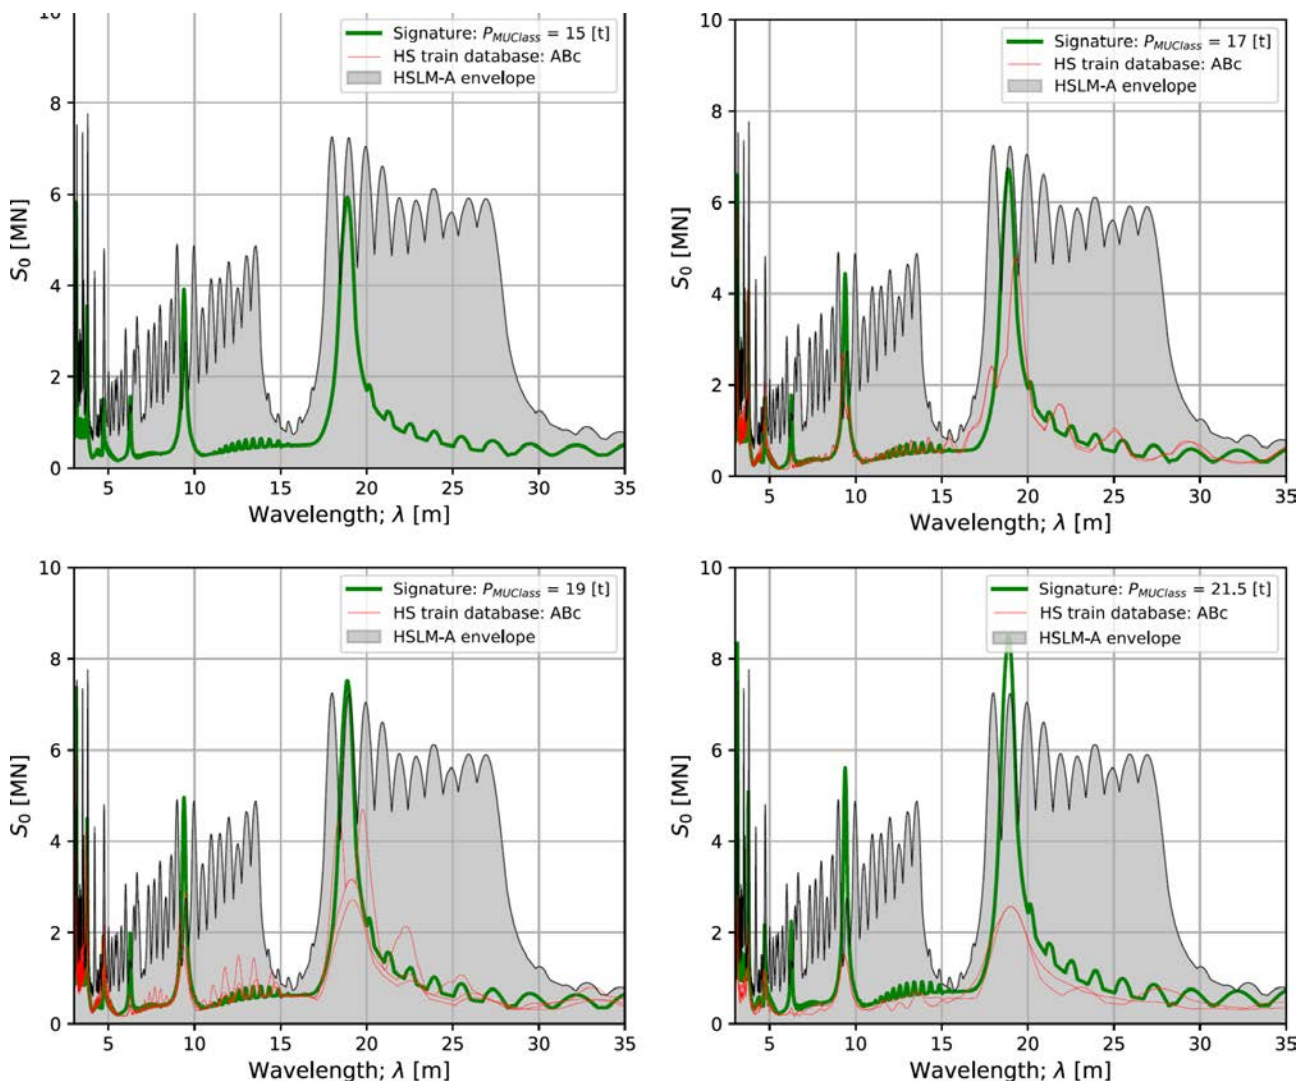 10
8
6
4
2
0
S₀ [MN]
Signature: P_MUClass = 15 [t]
HS train database: ABc
HSLM-A envelope
5 10 15 20 25 30 35
Wavelength; λ [m]
10
8
6
4
2
0
S₀ [MN]
Signature: P_MUClass = 17 [t]
HS train database: ABc
HSLM-A envelope
5 10 15 20 25 30 35
Wavelength; λ [m]
10
8
6
4
2
0
S₀ [MN]
Signature: P_MUClass = 19 [t]
HS train database: ABc
HSLM-A envelope
5 10 15 20 25 30 35
Wavelength; λ [m]
10
8
6
4
2
0
S₀ [MN]
Signature: P_MUClass = 21.5 [t]
HS train database: ABc
HSLM-A envelope
5 10 15 20 25 30 35
Wavelength; λ [m]